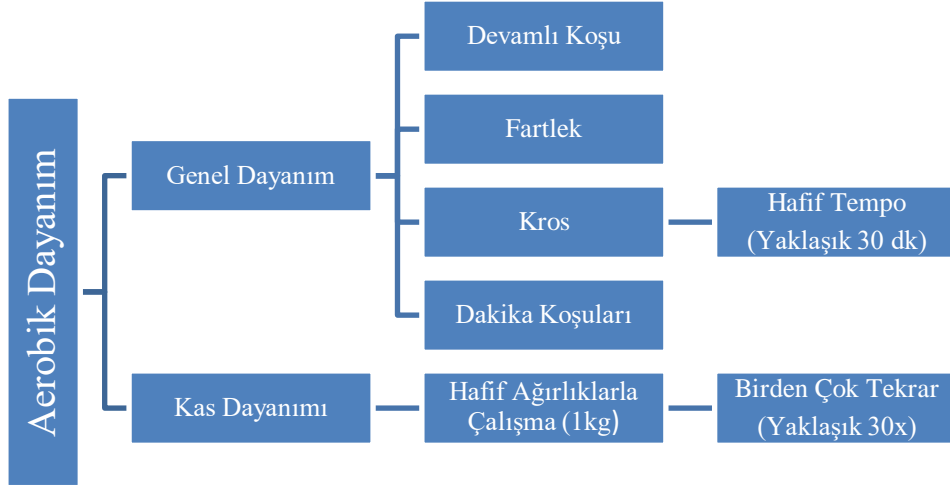 Aerobik Dayanım
Genel Dayanım
Devamlı Koşu
Fartlek
Kros
Hafif Tempo
(Yaklaşık 30 dk)
Dakika Koşuları
Kas Dayanımı
Hafif Ağırlıklarla
Çalışma (1kg)
Birden Çok Tekrar
(Yaklaşık 30x)